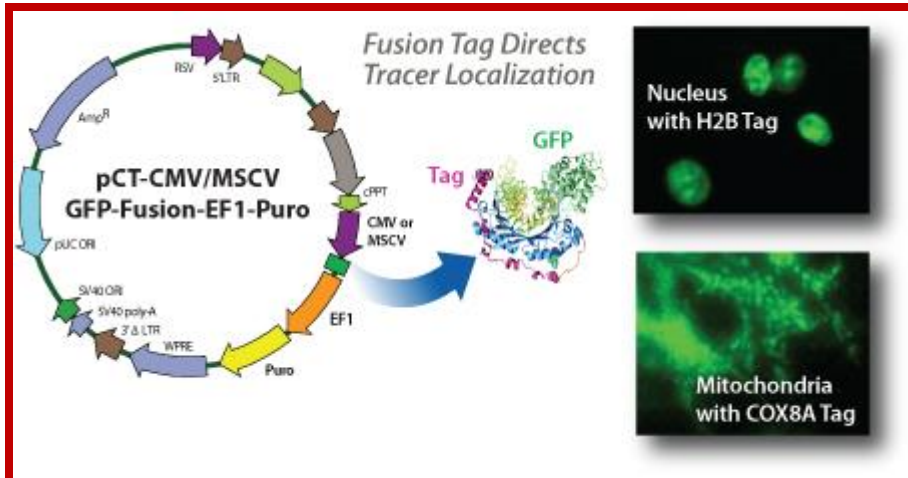 Fusion Tag Directs
Tracer Localization
RSV
5'LTR
AmpR
cPPT
pCT-CMV/MSCV
GFP-Fusion-EF1-Puro
CMV or
MSCV
pUC ORI
EF1
SV40 ORI
SV40 poly-A
3' Δ LTR
WPRE
Puro
GFP
Tag
Nucleus
with H2B Tag
Mitochondria
with COX8A Tag